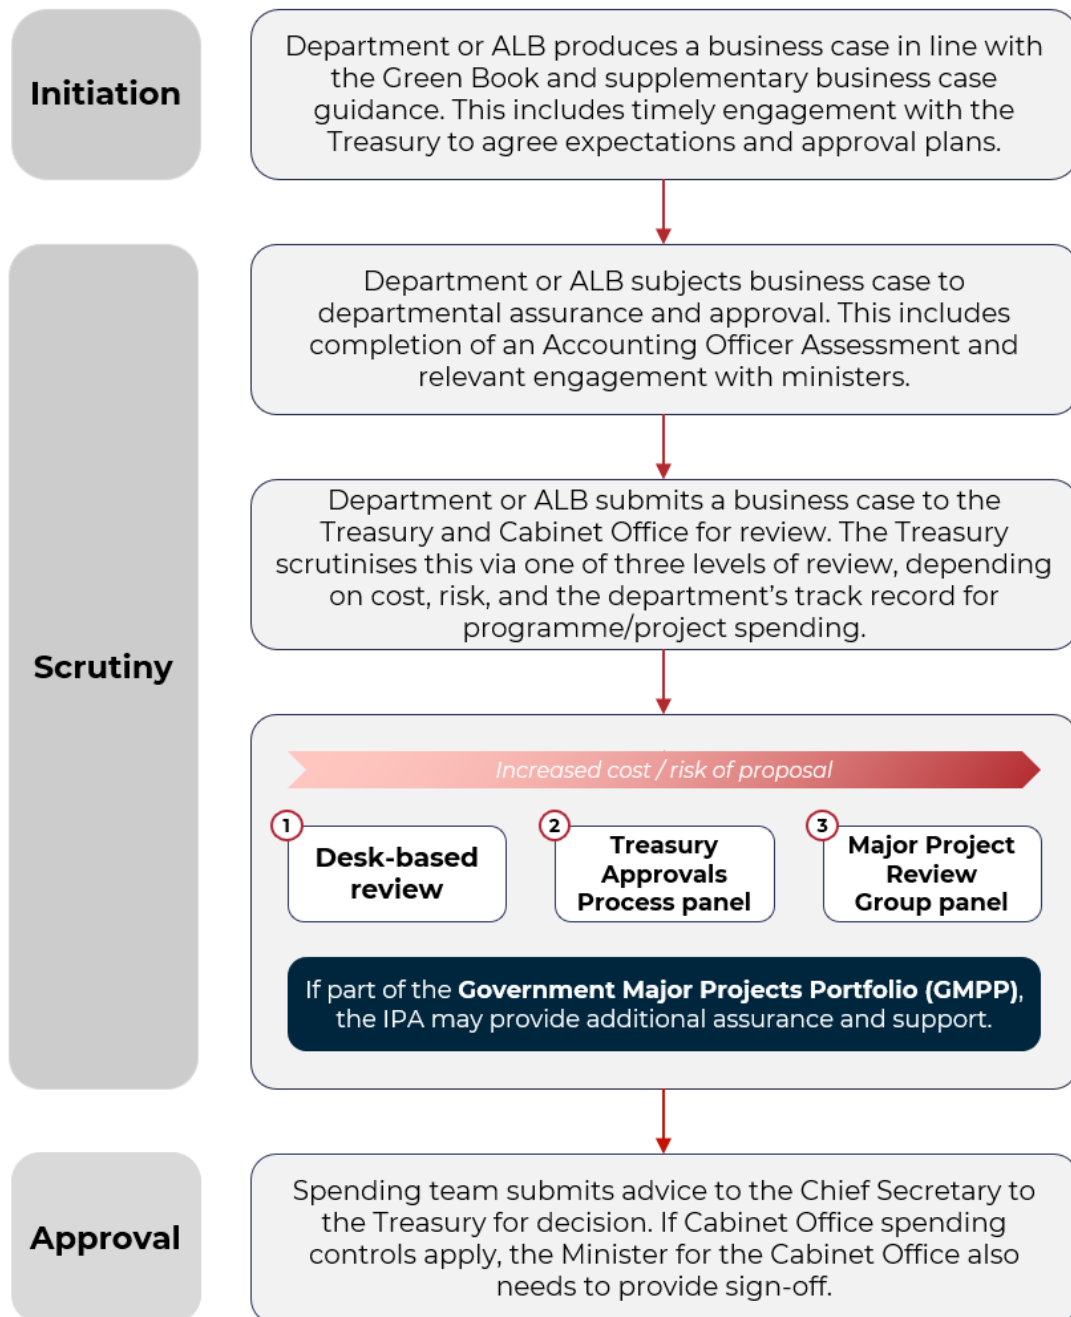 Initiation
Department or ALB produces a business case in line with
the Green Book and supplementary business case
guidance. This includes timely engagement with the
Treasury to agree expectations and approval plans.
Scrutiny
Department or ALB subjects business case to
departmental assurance and approval. This includes
completion of an Accounting Officer Assessment and
relevant engagement with ministers.
Department or ALB submits a business case to the
Treasury and Cabinet Office for review. The Treasury
scrutinises this via one of three levels of review, depending
on cost, risk, and the department’s track record for
programme/project spending.
Increased cost / risk of proposal
1
Desk-based
review
2
Treasury
Approvals
Process panel
3
Major Project
Review
Group panel
If part of the Government Major Projects Portfolio (GMPP),
the IPA may provide additional assurance and support.
Approval
Spending team submits advice to the Chief Secretary to
the Treasury for decision. If Cabinet Office spending
controls apply, the Minister for the Cabinet Office also
needs to provide sign-off.